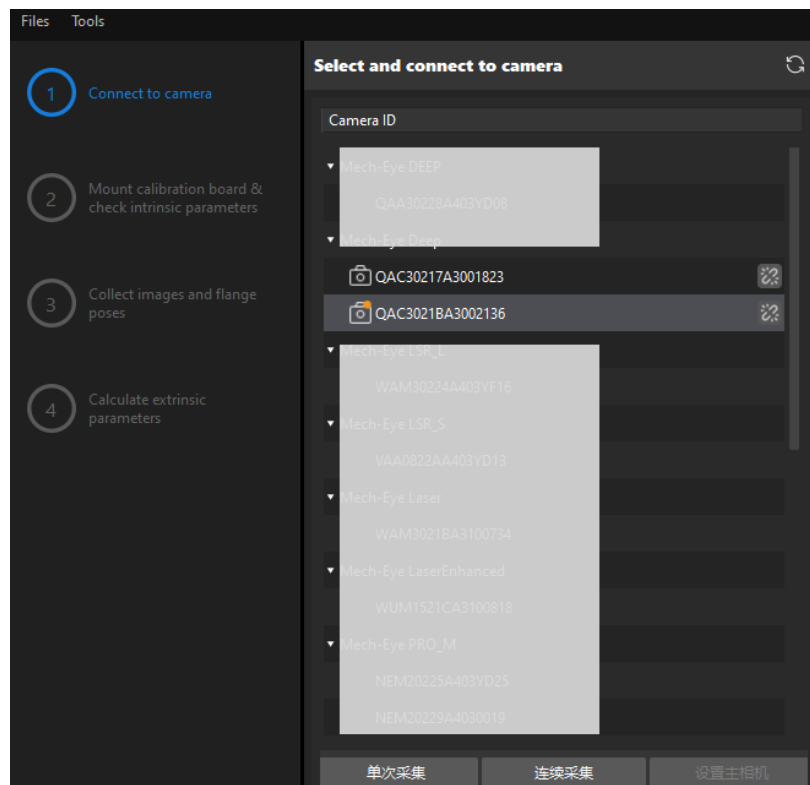 Files Tools
Select and connect to camera
1 Connect to camera
Camera ID
Mech-Eye DEEP
2 Mount calibration board &
check intrinsic parameters
QAA30228A403YD08
Mech-Eye Deep
QAC30217A3001823
3 Collect images and flange
poses
QAC3021BA3002136
Mech-Eye LSR_L
WAM30224A403YF16
4 Calculate extrinsic
parameters
Mech-Eye LSR_S
VAA0822AA403YD13
Mech-Eye Laser
WAM3021BA3100734
Mech-Eye LaserEnhanced
WUM1521CA3100818
Mech-Eye PRO_M
NEM20225A403YD25
NEM20229A4030019
单次采集 连续采集 设置主相机